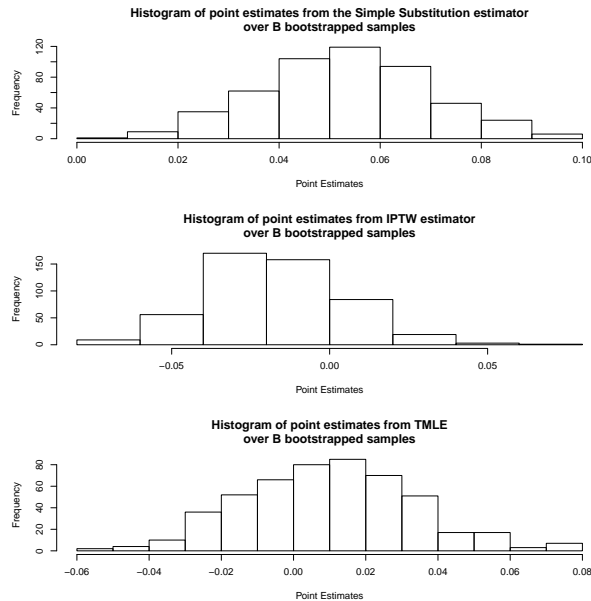 Histogram of point estimates from the Simple Substitution estimator
over B bootstrapped samples
Frequency
0 40 80 120
0.00 0.02 0.04 0.06 0.08 0.10
Point Estimates
Histogram of point estimates from IPTW estimator
over B bootstrapped samples
Frequency
0 50 100 150
−0.05 0.00 0.05
Point Estimates
Histogram of point estimates from TMLE
over B bootstrapped samples
Frequency
0 20 40 60 80
−0.06 −0.04 −0.02 0.00 0.02 0.04 0.06 0.08
Point Estimates